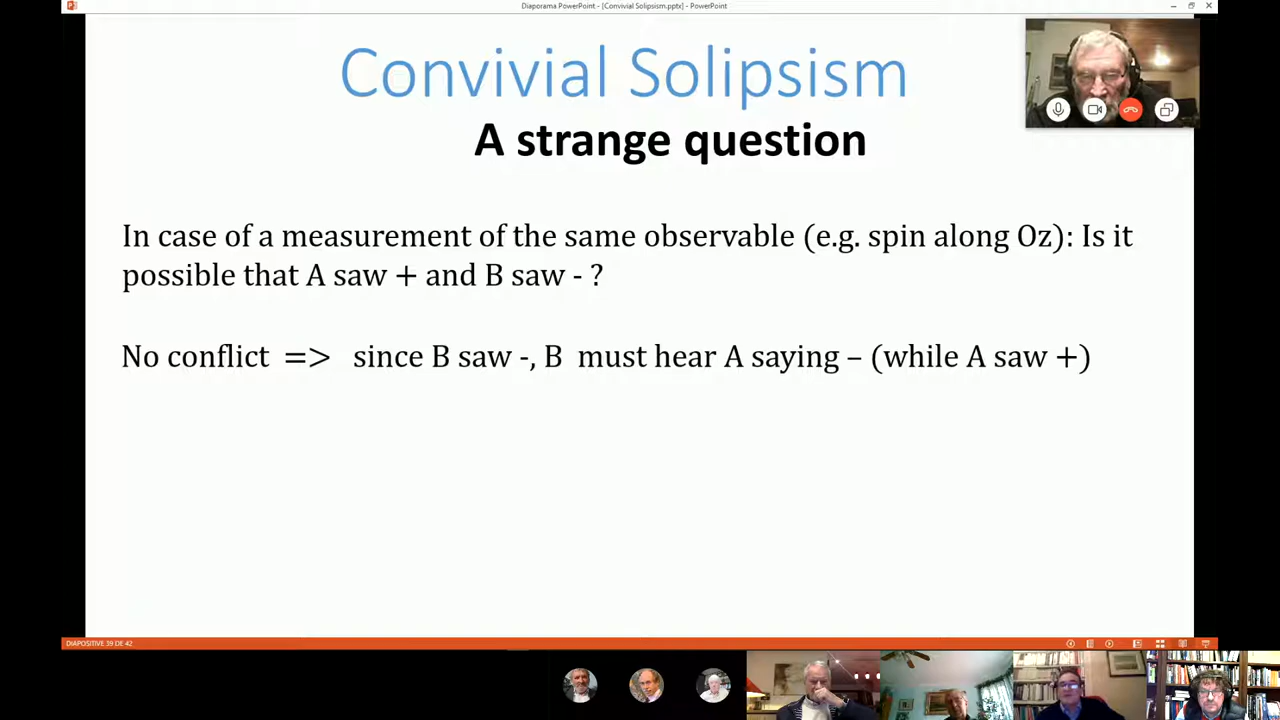 Diaporama PowerPoint - [Convivial Solipsism.pptx] - PowerPoint
Convivial Solipsism
A strange question
In case of a measurement of the same observable (e.g. spin along Oz): Is it
possible that A saw + and B saw - ?
No conflict => since B saw -, B must hear A saying – (while A saw +)
DIAPOSITIVE 39 DE 42